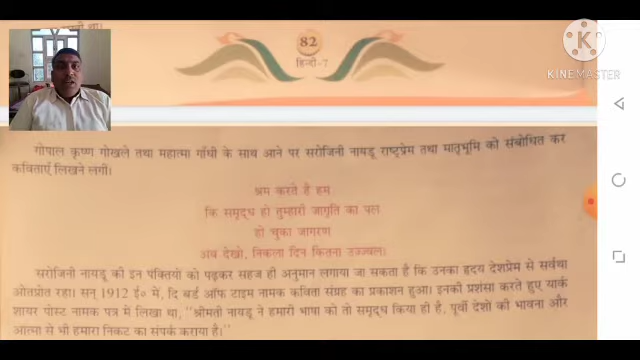 82
हिन्दी-7
KINEMASTER
गोपाल कृष्ण गोखले तथा महात्मा गाँधी के साथ आने पर सरोजिनी नायडू राष्ट्रप्रेम तथा मातृभूमि को संबोधित कर
कविताएँ लिखने लगीं।
श्रम करते हैं हम
कि समृद्ध हो तुम्हारी जागृति का पल
हो चुका जागरण
अब देखो, निकला दिन कितना उज्ज्वल।
सरोजिनी नायडू की इन पंक्तियों को पढ़कर सहज ही अनुमान लगाया जा सकता है कि उनका हृदय देशप्रेम से सर्वथा
ओतप्रोत रहा। सन् 1912 ई० में, दि बर्ड ऑफ टाइम नामक कविता संग्रह का प्रकाशन हुआ। इनकी प्रशंसा करते हुए यार्क
शायर पोस्ट नामक पत्र में लिखा था, "श्रीमती नायडू ने हमारी भाषा को तो समृद्ध किया ही है, पूर्वी देशों की भावना और
आत्मा से भी हमारा निकट का संपर्क कराया है।"